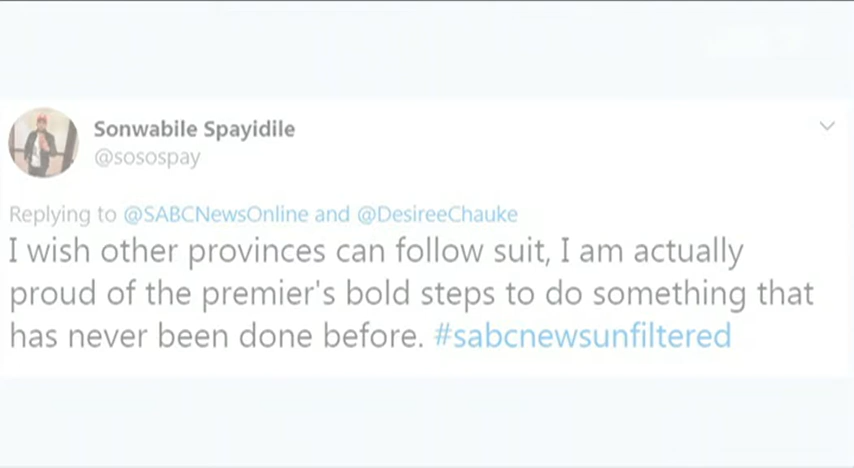 Sonwabile Spayidile
@sosospay
Replying to @SABCNewsOnline and @DesireeChauke
I wish other provinces can follow suit, I am actually
proud of the premier's bold steps to do something that
has never been done before. #sabcnewsunfiltered